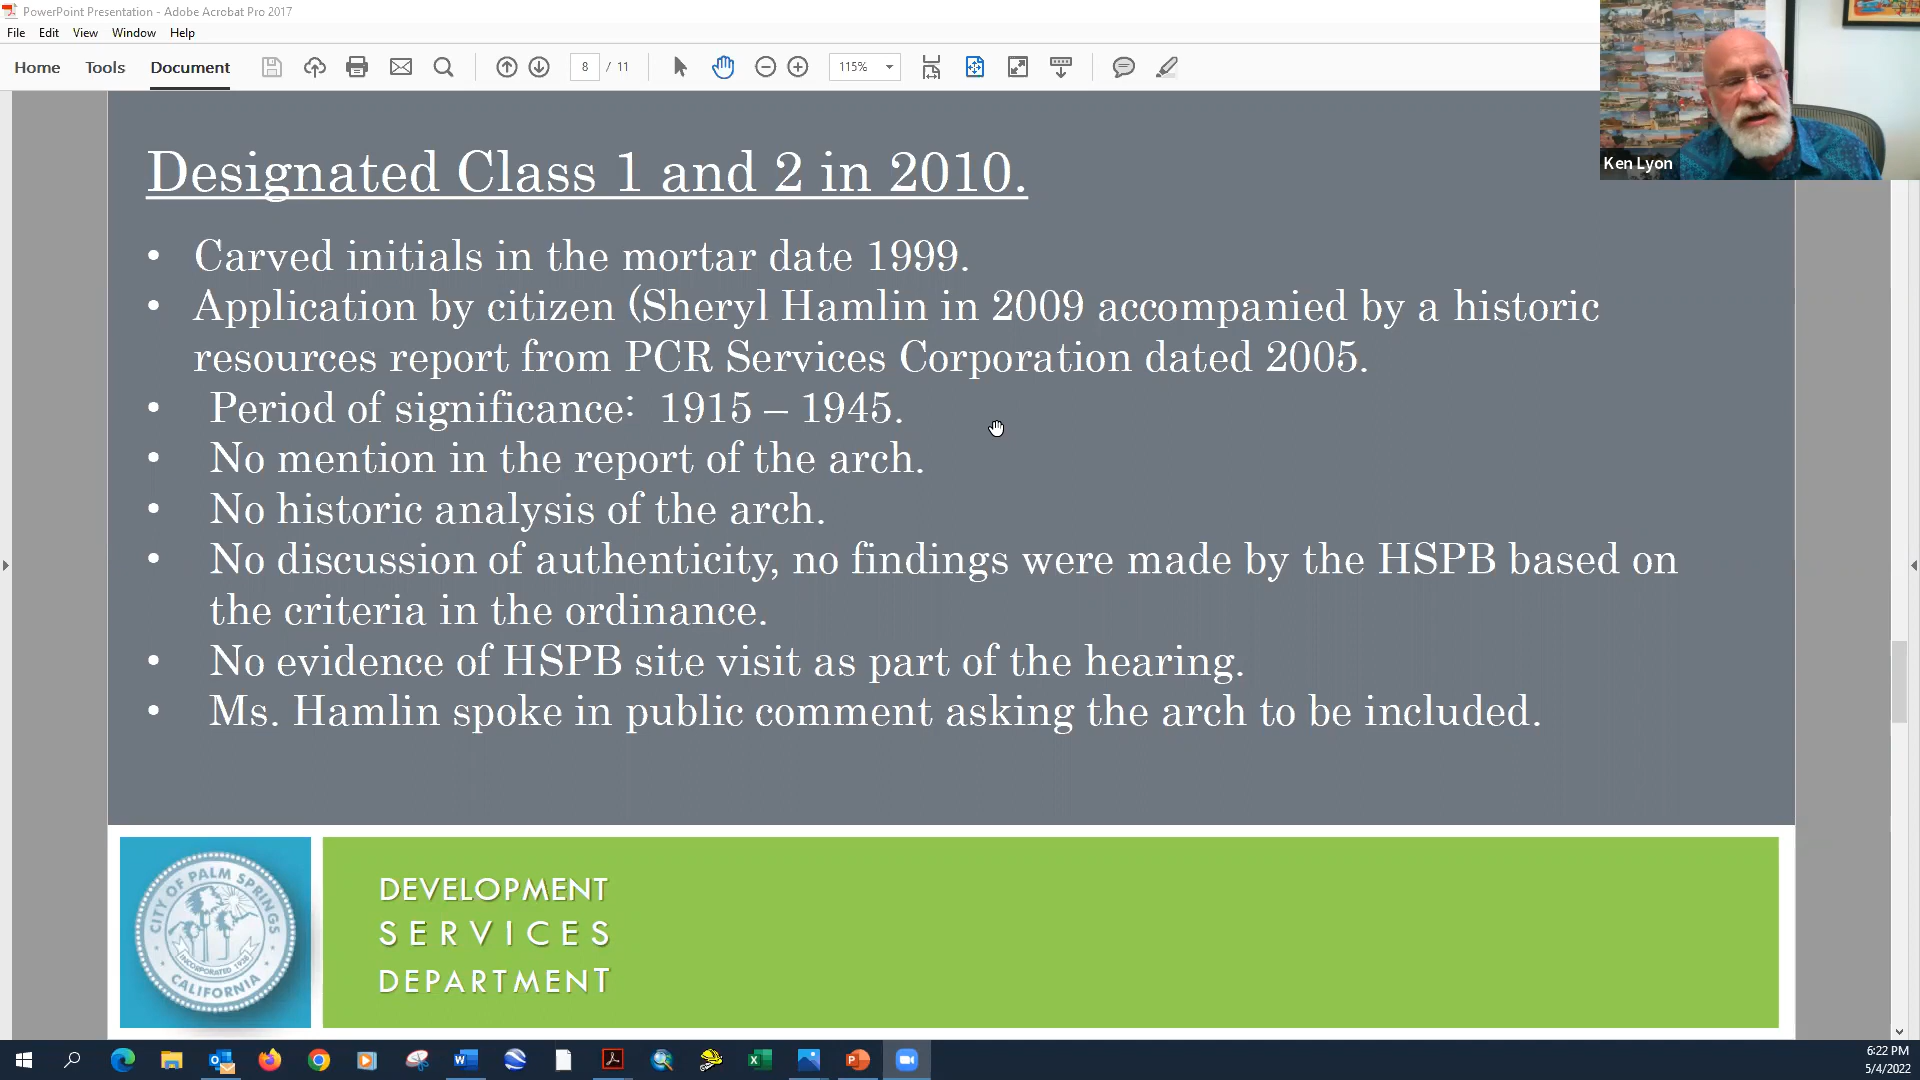 PowerPoint Presentation - Adobe Acrobat Pro 2017
File Edit View Window Help
Home Tools Document 8 / 11 115%
Ken Lyon
Designated Class 1 and 2 in 2010.
• Carved initials in the mortar date 1999.
• Application by citizen (Sheryl Hamlin in 2009 accompanied by a historic
resources report from PCR Services Corporation dated 2005.
• Period of significance: 1915 – 1945.
• No mention in the report of the arch.
• No historic analysis of the arch.
• No discussion of authenticity, no findings were made by the HSPB based on
the criteria in the ordinance.
• No evidence of HSPB site visit as part of the hearing.
• Ms. Hamlin spoke in public comment asking the arch to be included.
CITY OF PALM SPRINGS
INCORPORATED 1938
CALIFORNIA
DEVELOPMENT
SERVICES
DEPARTMENT
6:22 PM
5/4/2022